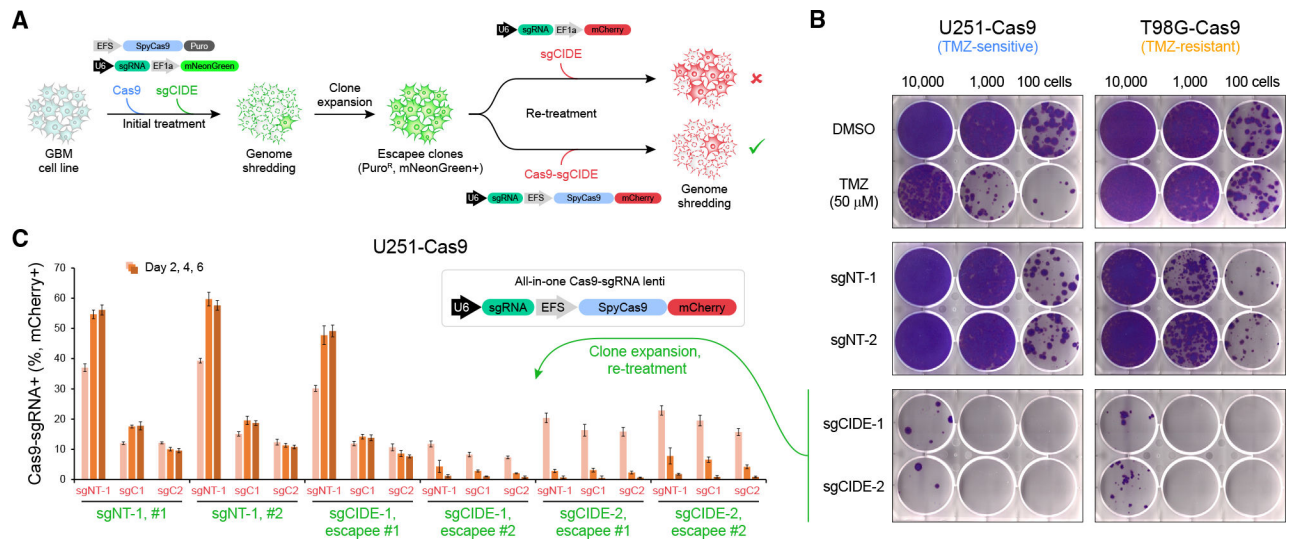 A
EFS SpyCas9 Puro
U6 sgRNA EF1a mNeonGreen
Cas9 sgCIDE
Initial treatment
GBM
cell line
Genome
shredding
Clone
expansion
Escapee clones
(Puroᴿ, mNeonGreen+)
U6 sgRNA EF1a mCherry
sgCIDE
Re-treatment
Cas9-sgCIDE
U6 sgRNA EFS SpyCas9 mCherry
Genome
shredding
B
U251-Cas9
(TMZ-sensitive)
T98G-Cas9
(TMZ-resistant)
10,000 1,000 100 cells
10,000 1,000 100 cells
DMSO
TMZ
(50 µM)
sgNT-1
sgNT-2
sgCIDE-1
sgCIDE-2
C
U251-Cas9
Day 2, 4, 6
All-in-one Cas9-sgRNA lenti
U6 sgRNA EFS SpyCas9 mCherry
Clone expansion,
re-treatment
Cas9-sgRNA+ (%, mCherry+)
70
60
50
40
30
20
10
0
sgNT-1 sgC1 sgC2 sgNT-1 sgC1 sgC2 sgNT-1 sgC1 sgC2 sgNT-1 sgC1 sgC2 sgNT-1 sgC1 sgC2 sgNT-1 sgC1 sgC2
sgNT-1, #1
sgNT-1, #2
sgCIDE-1,
escapee #1
sgCIDE-1,
escapee #2
sgCIDE-2,
escapee #1
sgCIDE-2,
escapee #2